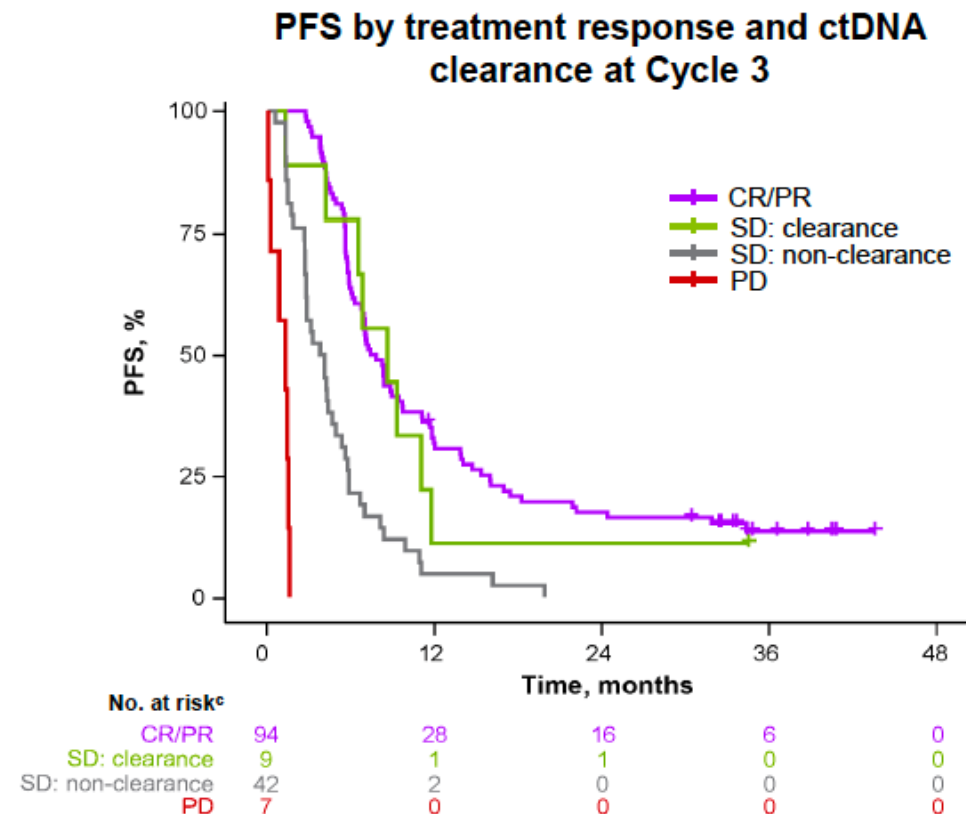 PFS by treatment response and ctDNA
clearance at Cycle 3
100
75
50
25
0
PFS, %
CR/PR
SD: clearance
SD: non-clearance
PD
0 12 24 36 48
Time, months
No. at riskᶜ
CR/PR 94 28 16 6 0
SD: clearance 9 1 1 0 0
SD: non-clearance 42 2 0 0 0
PD 7 0 0 0 0